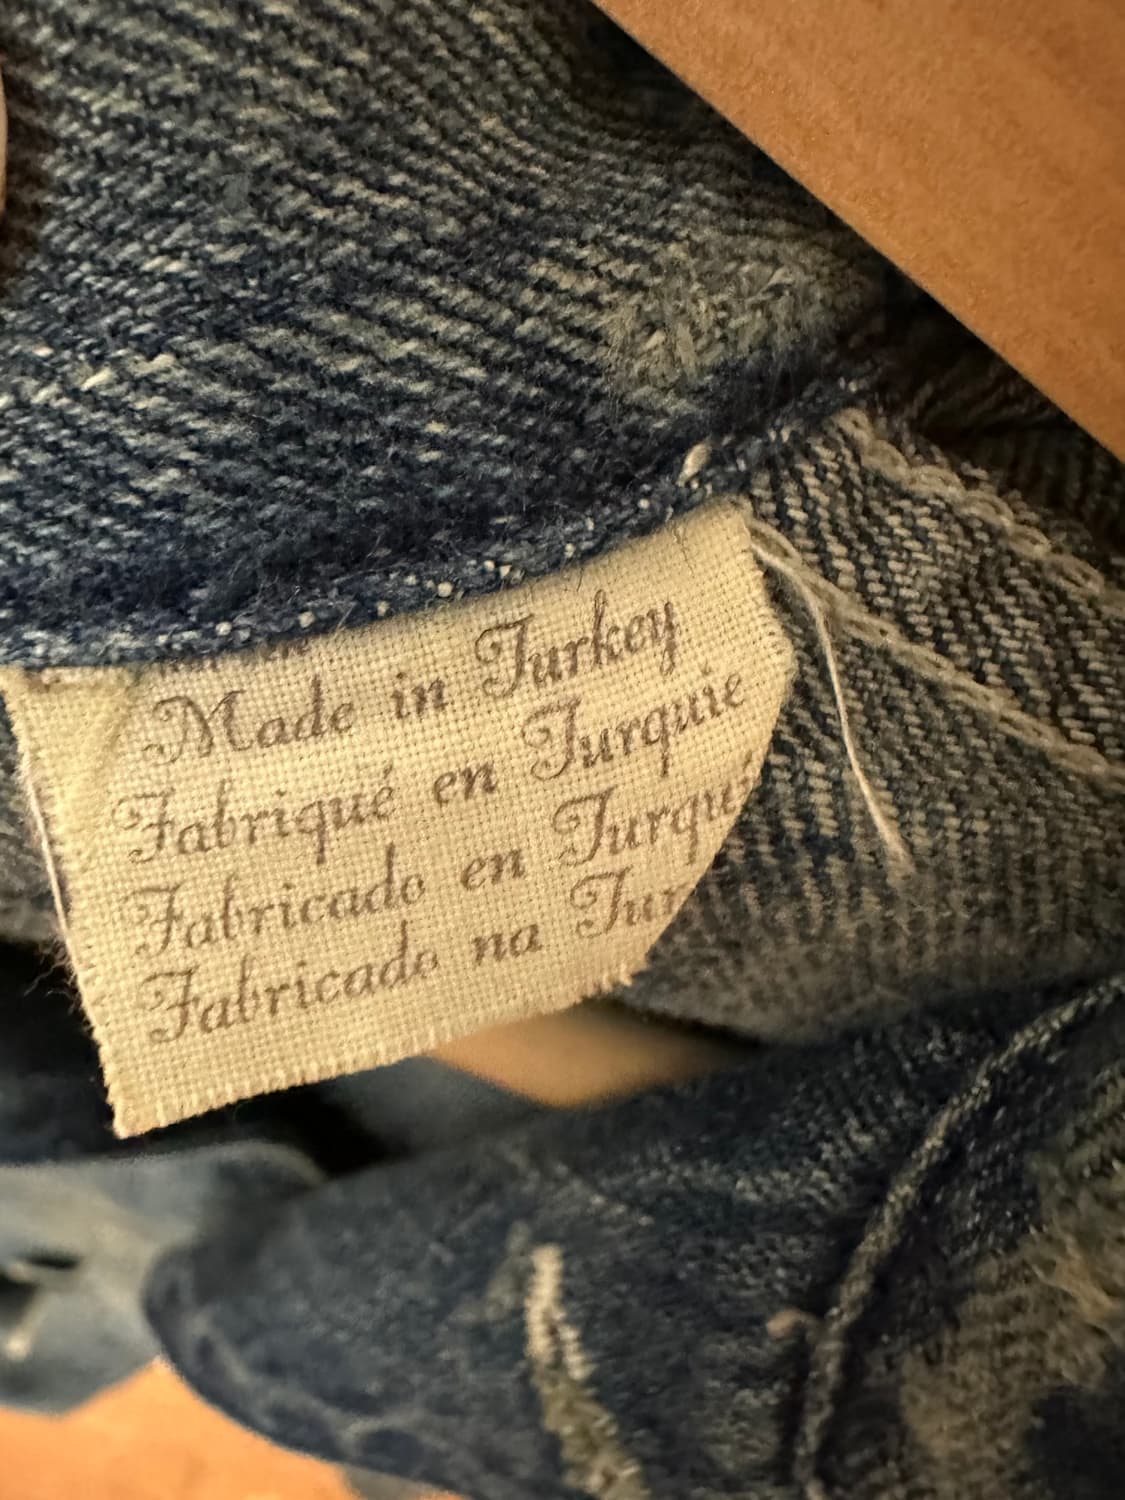 Made in Turkey
Fabriqué en Turquie
Fabricado en
Fabricado na